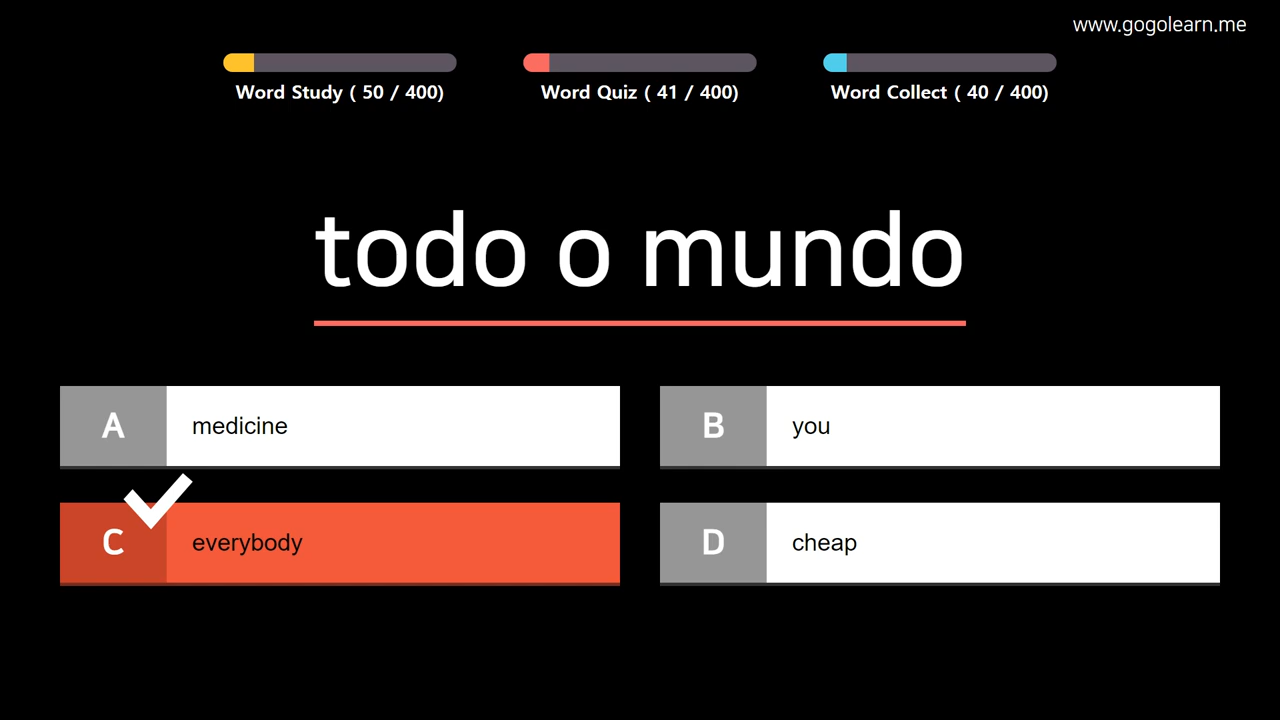 www.gogolearn.me
Word Study ( 50 / 400)
Word Quiz ( 41 / 400)
Word Collect ( 40 / 400)
todo o mundo
A medicine
B you
C everybody
D cheap